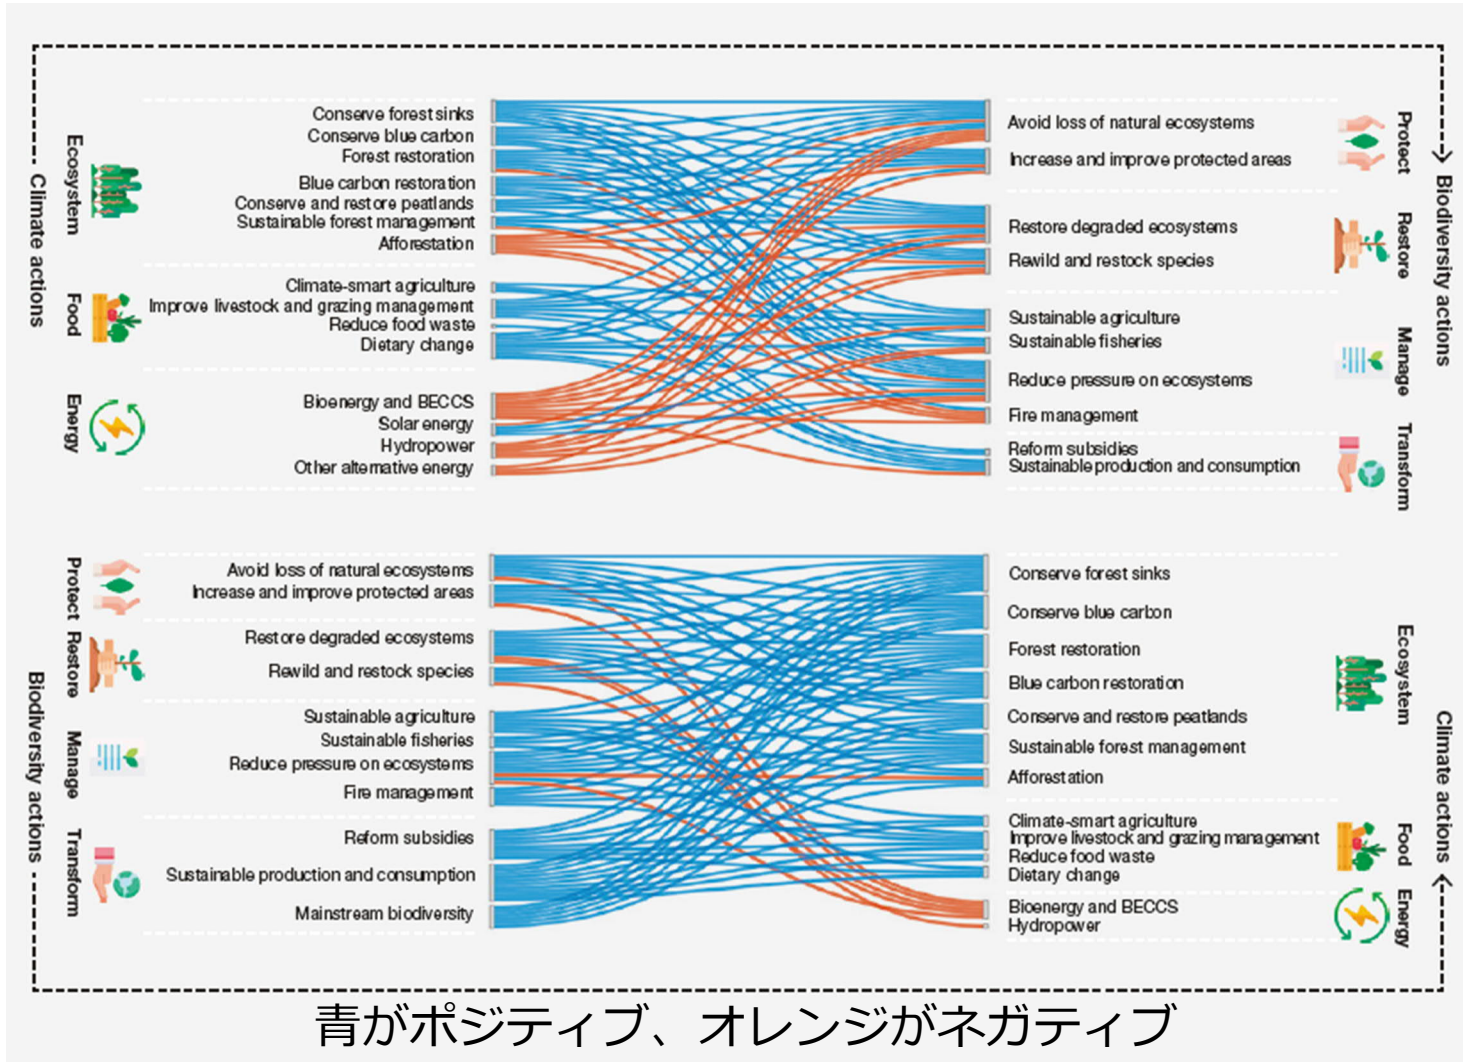 Climate actions
Ecosystem
Conserve forest sinks
Conserve blue carbon
Forest restoration
Blue carbon restoration
Conserve and restore peatlands
Sustainable forest management
Afforestation
Food
Climate-smart agriculture
Improve livestock and grazing management
Reduce food waste
Dietary change
Energy
Bioenergy and BECCS
Solar energy
Hydropower
Other alternative energy
Avoid loss of natural ecosystems
Increase and improve protected areas
Protect
Restore degraded ecosystems
Rewild and restock species
Restore
Sustainable agriculture
Sustainable fisheries
Reduce pressure on ecosystems
Fire management
Manage
Reform subsidies
Sustainable production and consumption
Transform
Biodiversity actions
Biodiversity actions
Protect
Avoid loss of natural ecosystems
Increase and improve protected areas
Restore
Restore degraded ecosystems
Rewild and restock species
Manage
Sustainable agriculture
Sustainable fisheries
Reduce pressure on ecosystems
Fire management
Transform
Reform subsidies
Sustainable production and consumption
Mainstream biodiversity
Conserve forest sinks
Conserve blue carbon
Forest restoration
Blue carbon restoration
Conserve and restore peatlands
Sustainable forest management
Afforestation
Ecosystem
Climate-smart agriculture
Improve livestock and grazing management
Reduce food waste
Dietary change
Food
Bioenergy and BECCS
Hydropower
Energy
Climate actions
青がポジティブ、オレンジがネガティブ